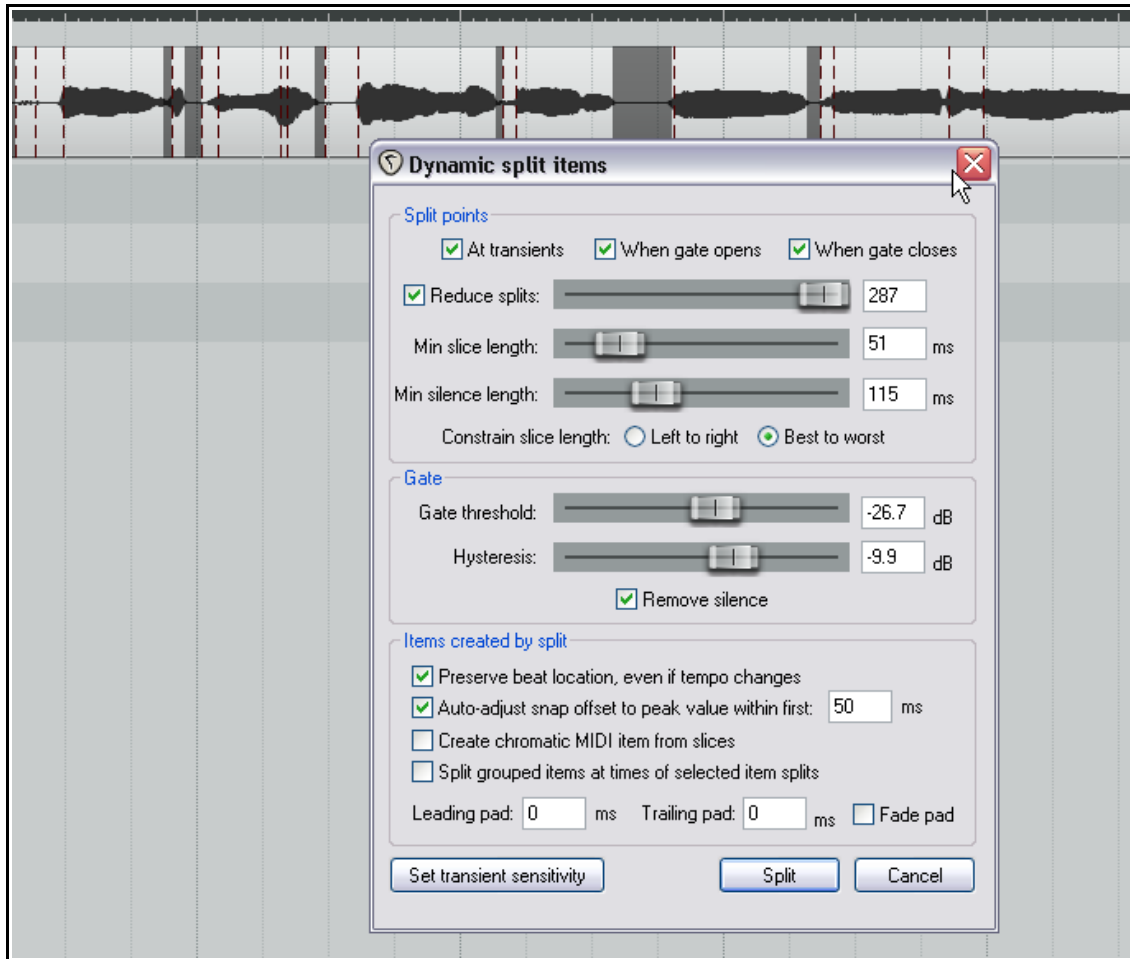 Dynamic split items
Split points
At transients When gate opens When gate closes
Reduce splits: 287
Min slice length: 51 ms
Min silence length: 115 ms
Constrain slice length: Left to right Best to worst
Gate
Gate threshold: -26.7 dB
Hysteresis: -9.9 dB
Remove silence
Items created by split
Preserve beat location, even if tempo changes
Auto-adjust snap offset to peak value within first: 50 ms
Create chromatic MIDI item from slices
Split grouped items at times of selected item splits
Leading pad: 0 ms Trailing pad: 0 ms Fade pad
Set transient sensitivity Split Cancel